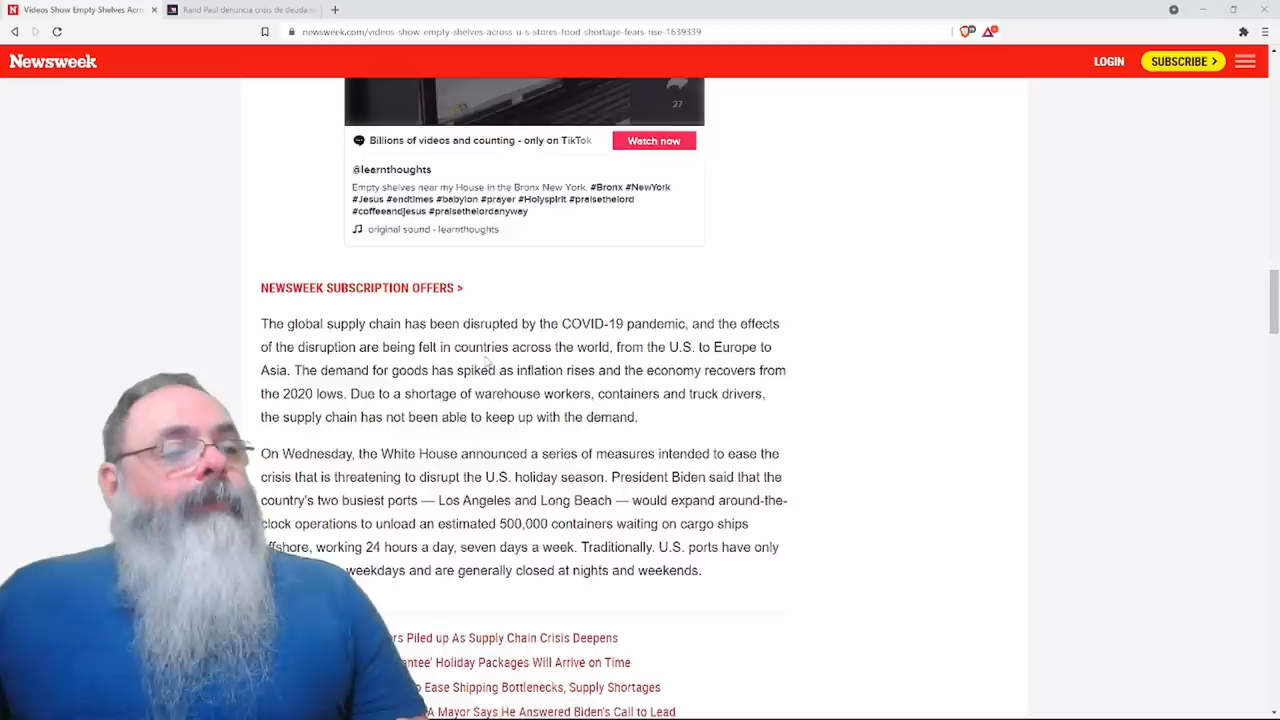 Videos Show Empty Shelves Acro
Rand Paul denuncia crisis de deuda
newsweek.com/videos-show-empty-shelves-across-u-s-stores-food-shortage-fears-rise-1639339
Newsweek
LOGIN
SUBSCRIBE >
27
Billions of videos and counting - only on TikTok
Watch now
@learnthoughts
Empty shelves near my House in the Bronx New York. #Bronx #NewYork
#Jesus #endtimes #babylon #prayer #Holyspirit #praisethelord
#coffeeandjesus #praisethelordanyway
original sound - learnthoughts
NEWSWEEK SUBSCRIPTION OFFERS >
The global supply chain has been disrupted by the COVID-19 pandemic, and the effects
of the disruption are being felt in countries across the world, from the U.S. to Europe to
Asia. The demand for goods has spiked as inflation rises and the economy recovers from
the 2020 lows. Due to a shortage of warehouse workers, containers and truck drivers,
the supply chain has not been able to keep up with the demand.
On Wednesday, the White House announced a series of measures intended to ease the
crisis that is threatening to disrupt the U.S. holiday season. President Biden said that the
country's two busiest ports — Los Angeles and Long Beach — would expand around-the-
clock operations to unload an estimated 500,000 containers waiting on cargo ships
offshore, working 24 hours a day, seven days a week. Traditionally. U.S. ports have only
weekdays and are generally closed at nights and weekends.
rs Piled up As Supply Chain Crisis Deepens
antee' Holiday Packages Will Arrive on Time
o Ease Shipping Bottlenecks, Supply Shortages
A Mayor Says He Answered Biden's Call to Lead